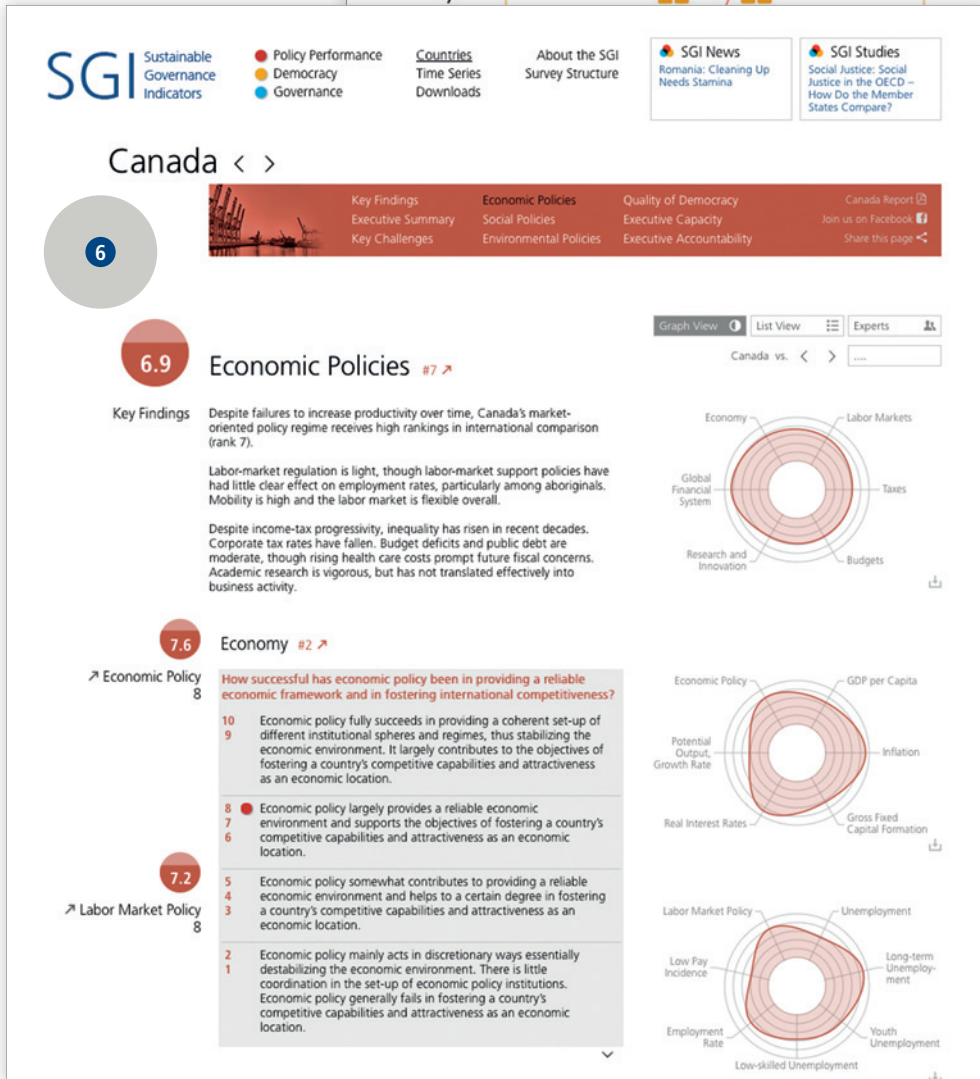 SGI
Sustainable
Governance
Indicators
Policy Performance
Democracy
Governance
Countries
Time Series
Downloads
About the SGI
Survey Structure
SGI News
Romania: Cleaning Up
Needs Stamina
SGI Studies
Social Justice: Social
Justice in the OECD –
How Do the Member
States Compare?
Canada < >
Key Findings
Executive Summary
Key Challenges
Economic Policies
Social Policies
Environmental Policies
Quality of Democracy
Executive Capacity
Executive Accountability
Canada Report
Join us on Facebook
Share this page
6
Graph View
List View
Experts
Canada vs. < > ....
6.9
Economic Policies #7 ↗
Key Findings
Despite failures to increase productivity over time, Canada's market-
oriented policy regime receives high rankings in international comparison
(rank 7).
Labor-market regulation is light, though labor-market support policies have
had little clear effect on employment rates, particularly among aboriginals.
Mobility is high and the labor market is flexible overall.
Despite income-tax progressivity, inequality has risen in recent decades.
Corporate tax rates have fallen. Budget deficits and public debt are
moderate, though rising health care costs prompt future fiscal concerns.
Academic research is vigorous, but has not translated effectively into
business activity.
Economy
Labor Markets
Global
Financial
System
Taxes
Research and
Innovation
Budgets
7.6
Economy #2 ↗
↗ Economic Policy
8
How successful has economic policy been in providing a reliable
economic framework and in fostering international competitiveness?
10 Economic policy fully succeeds in providing a coherent set-up of
9 different institutional spheres and regimes, thus stabilizing the
economic environment. It largely contributes to the objectives of
fostering a country's competitive capabilities and attractiveness
as an economic location.
8 Economic policy largely provides a reliable economic
7 environment and supports the objectives of fostering a country's
6 competitive capabilities and attractiveness as an economic
location.
7.2
↗ Labor Market Policy
8
5 Economic policy somewhat contributes to providing a reliable
4 economic environment and helps to a certain degree in fostering
3 a country's competitive capabilities and attractiveness as an
economic location.
2 Economic policy mainly acts in discretionary ways essentially
1 destabilizing the economic environment. There is little
coordination in the set-up of economic policy institutions.
Economic policy generally fails in fostering a country's
competitive capabilities and attractiveness as an economic
location.
Economic Policy
GDP per Capita
Potential
Output,
Growth Rate
Inflation
Real Interest Rates
Gross Fixed
Capital Formation
Labor Market Policy
Unemployment
Low Pay
Incidence
Long-term
Unemploy-
ment
Employment
Rate
Youth
Unemployment
Low-skilled Unemployment